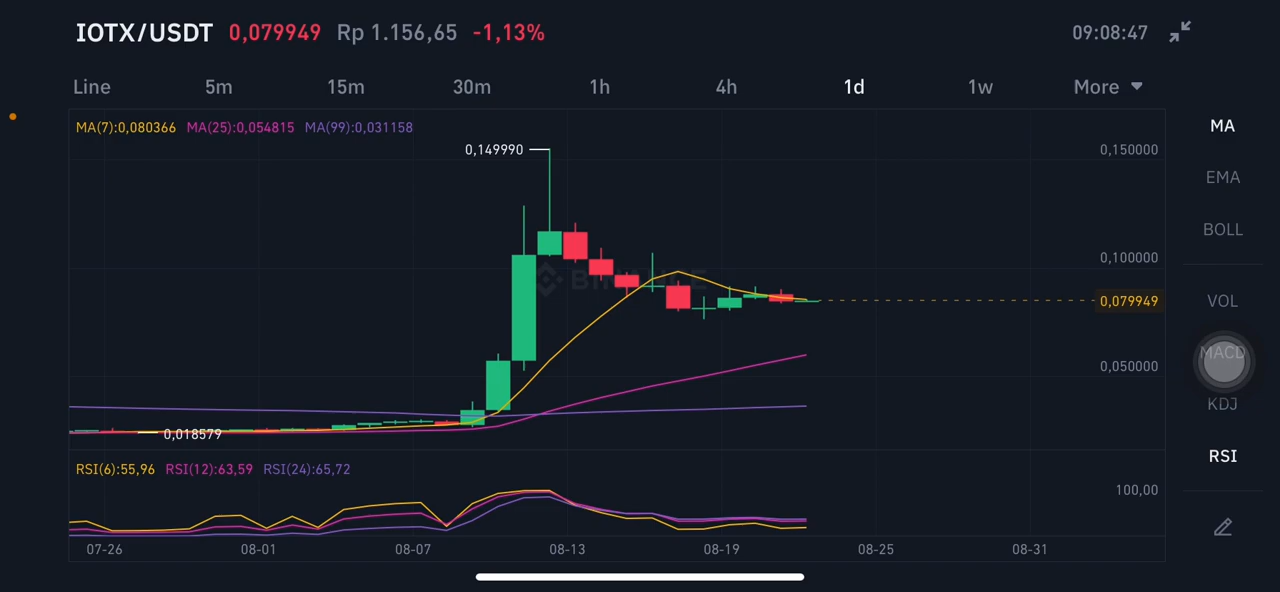 IOTX/USDT 0,079949 Rp 1.156,65 -1,13% 09:08:47
Line 5m 15m 30m 1h 4h 1d 1w More
MA(7):0,080366 MA(25):0,054815 MA(99):0,031158
MA
0,149990
0,150000
EMA
BOLL
0,100000
BINANCE
0,079949
VOL
MACD
0,050000
KDJ
0,018579
RSI
RSI(6):55,96 RSI(12):63,59 RSI(24):65,72
100,00
07-26 08-01 08-07 08-13 08-19 08-25 08-31